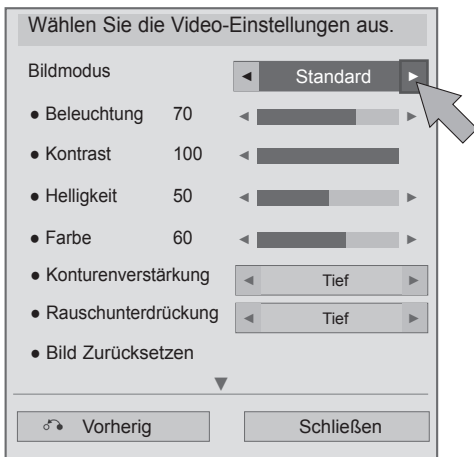 Wählen Sie die Video-Einstellungen aus.
Bildmodus ◄ Standard ►
● Beleuchtung 70 ◄ ►
● Kontrast 100 ◄
● Helligkeit 50 ◄ ►
● Farbe 60 ◄ ►
● Konturenverstärkung ◄ Tief ►
● Rauschunterdrückung ◄ Tief ►
● Bild Zurücksetzen
▼
Vorherig Schließen